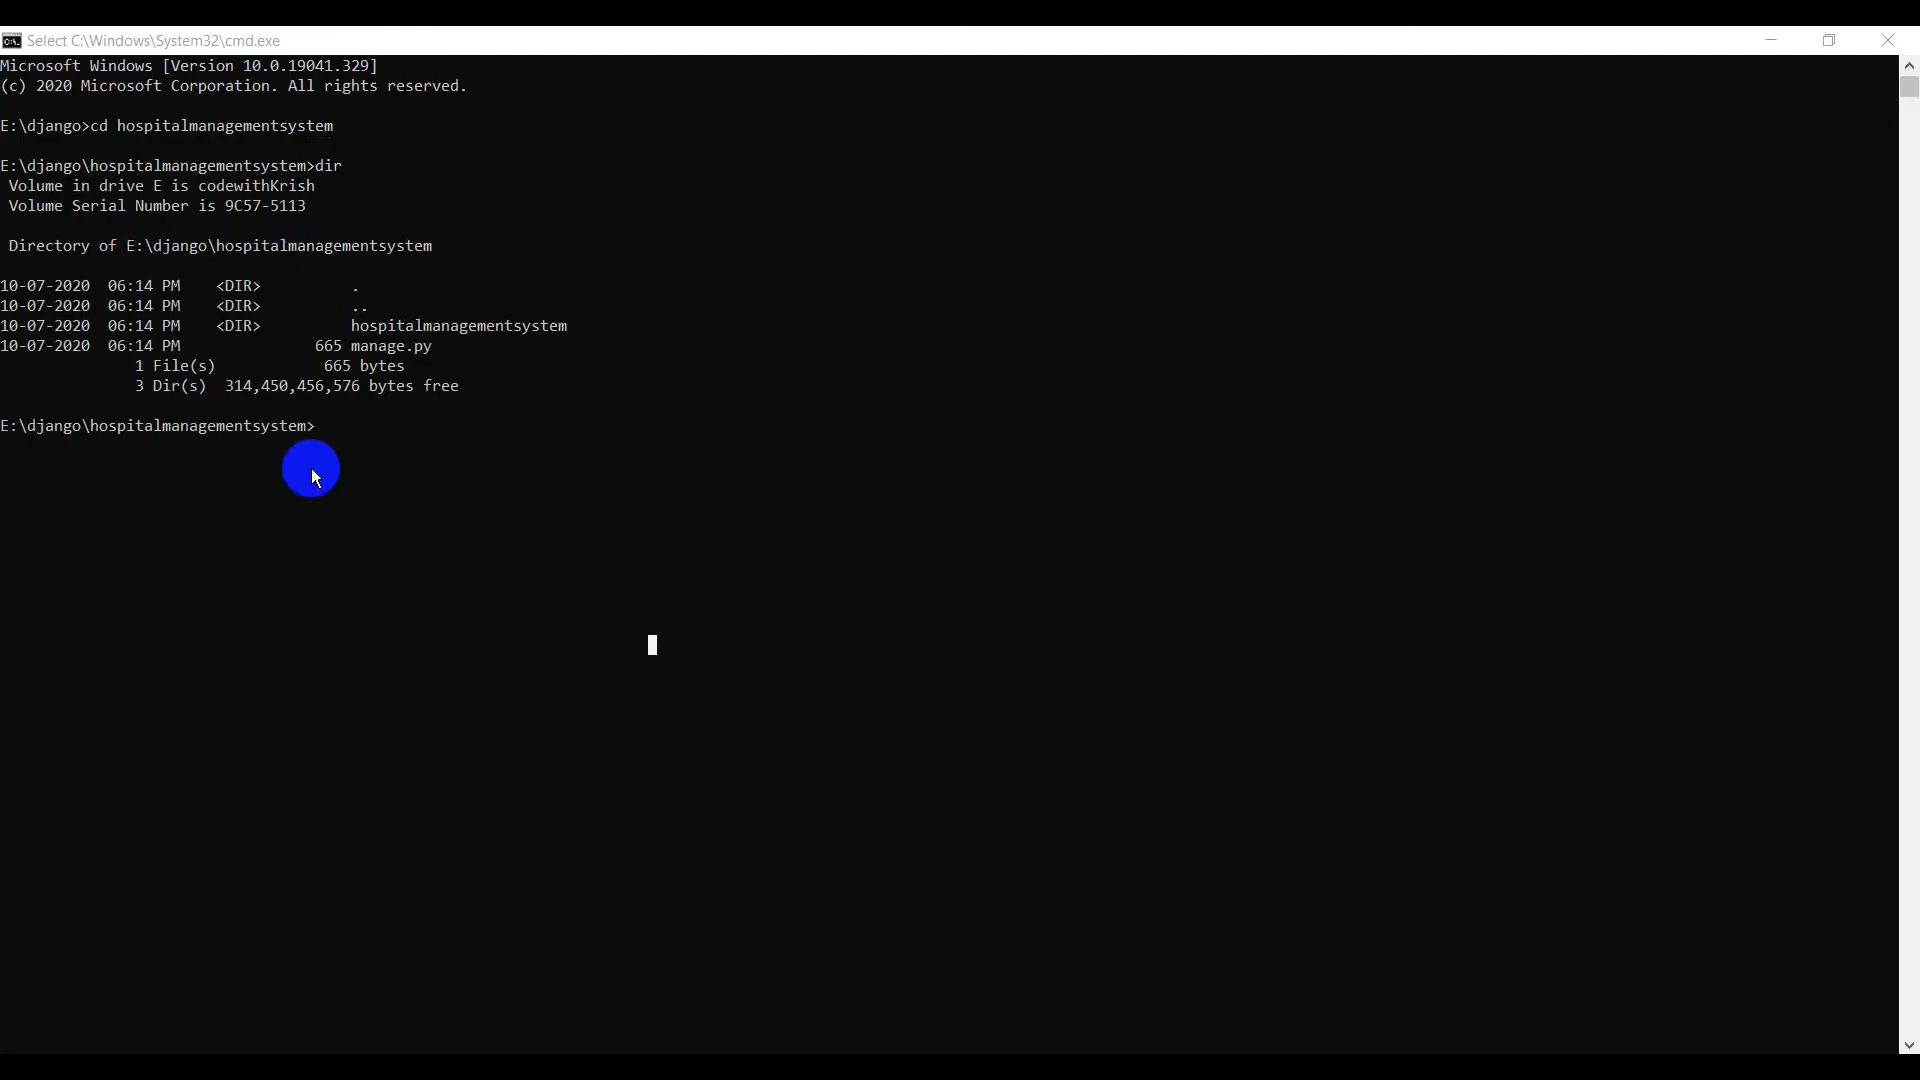 Select C:\Windows\System32\cmd.exe
Microsoft Windows [Version 10.0.19041.329]
(c) 2020 Microsoft Corporation. All rights reserved.
E:\django>cd hospitalmanagementsystem
E:\django\hospitalmanagementsystem>dir
Volume in drive E is codewithKrish
Volume Serial Number is 9C57-5113
Directory of E:\django\hospitalmanagementsystem
10-07-2020  06:14 PM    <DIR>          .
10-07-2020  06:14 PM    <DIR>          ..
10-07-2020  06:14 PM    <DIR>          hospitalmanagementsystem
10-07-2020  06:14 PM               665 manage.py
1 File(s)            665 bytes
3 Dir(s)  314,450,456,576 bytes free
E:\django\hospitalmanagementsystem>